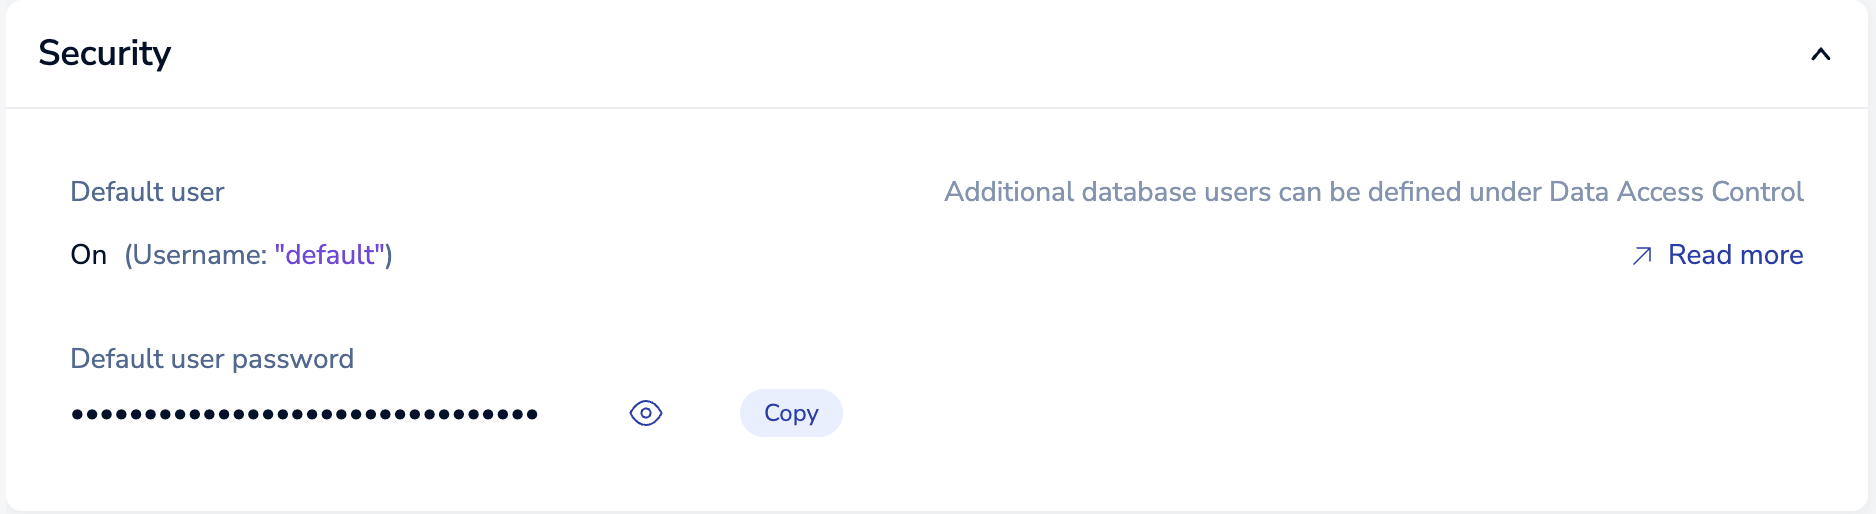 Security
Default user
Additional database users can be defined under Data Access Control
On (Username: "default")
Read more
Default user password
••••••••••••••••••••••••••••••••
Copy